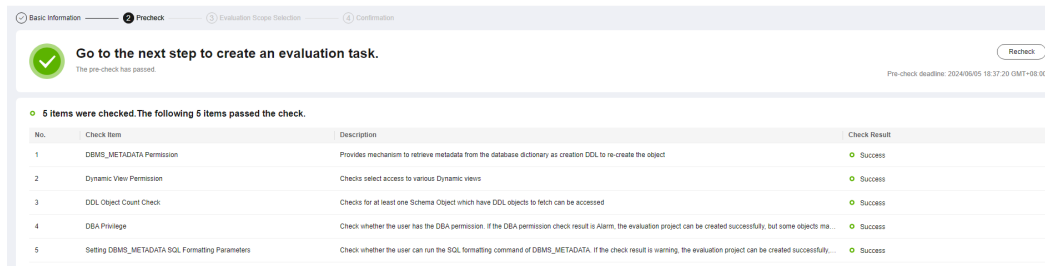 Basic Information 2 Precheck 3 Evaluation Scope Selection 4 Confirmation
Go to the next step to create an evaluation task.
The pre-check has passed.
Recheck
Pre-check deadline: 2024/06/05 18:37:20 GMT+08:00
5 items were checked.The following 5 items passed the check.
No. Check Item Description Check Result
1 DBMS_METADATA Permission Provides mechanism to retrieve metadata from the database dictionary as creation DDL to re-create the object Success
2 Dynamic View Permission Checks select access to various Dynamic views Success
3 DDL Object Count Check Checks for at least one Schema Object which have DDL objects to fetch can be accessed Success
4 DBA Privilege Check whether the user has the DBA permission. If the DBA permission check result is Alarm, the evaluation project can be created successfully, but some objects ma... Success
5 Setting DBMS_METADATA SQL Formatting Parameters Check whether the user can run the SQL formatting command of DBMS_METADATA. If the check result is warning, the evaluation project can be created successfully,... Success